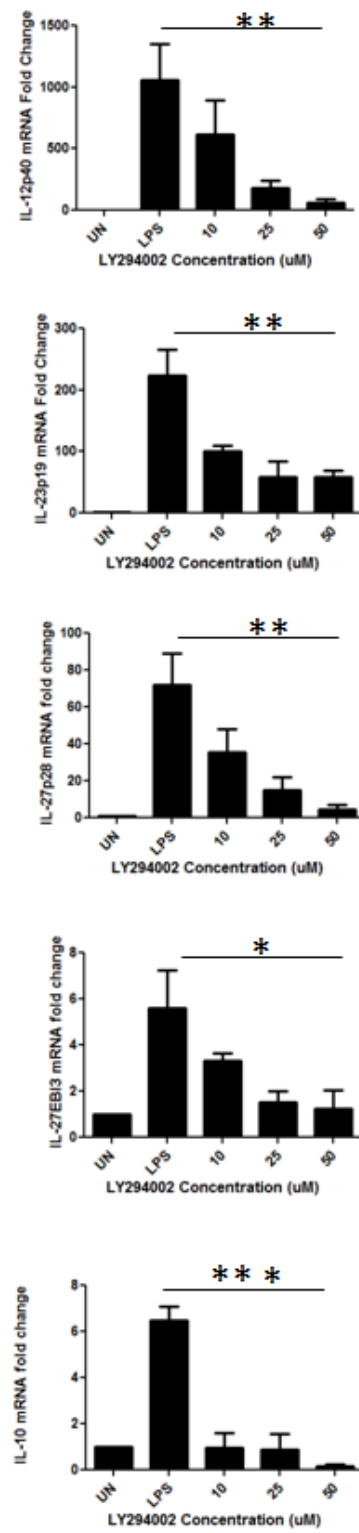 IL-12p40 mRNA Fold Change
1500
1000
500
0
**
UN
LPS
10
25
50
LY294002 Concentration (uM)
IL-23p19 mRNA Fold Change
300
200
100
0
**
UN
LPS
10
25
50
LY294002 Concentration (uM)
IL-27p28 mRNA fold change
100
80
60
40
20
0
**
UN
LPS
10
25
50
LY294002 Concentration (uM)
IL-27EBI3 mRNA fold change
8
6
4
2
0
*
UN
LPS
10
25
50
LY294002 Concentration (uM)
IL-10 mRNA fold change
8
6
4
2
0
** *
UN
LPS
10
25
50
LY294002 Concentration (uM)